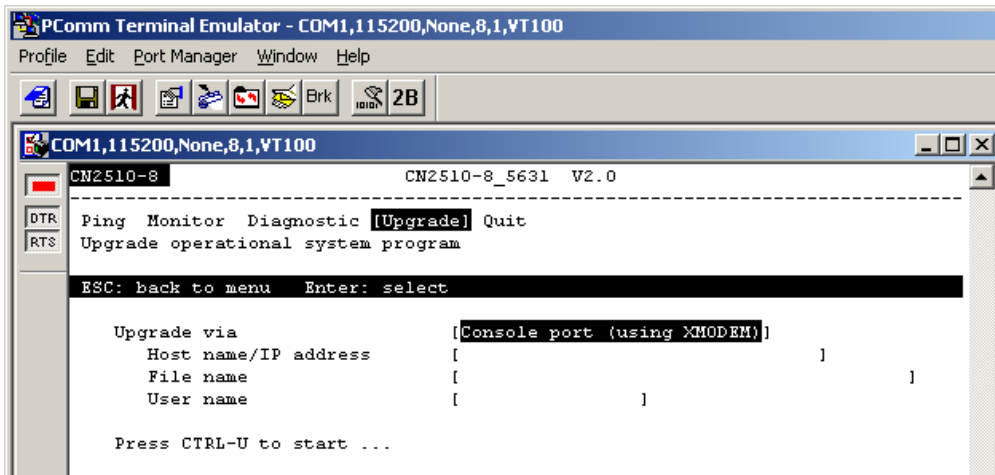 PComm Terminal Emulator - COM1,115200,None,8,1,VT100
Profile Edit Port Manager Window Help
Brk 2B
COM1,115200,None,8,1,VT100
CN2510-8 CN2510-8_5631 V2.0
DTR
RTS
Ping Monitor Diagnostic [Upgrade] Quit
Upgrade operational system program
ESC: back to menu Enter: select
Upgrade via [Console port (using XMODEM)]
Host name/IP address [ ]
File name [ ]
User name [ ]
Press CTRL-U to start ...